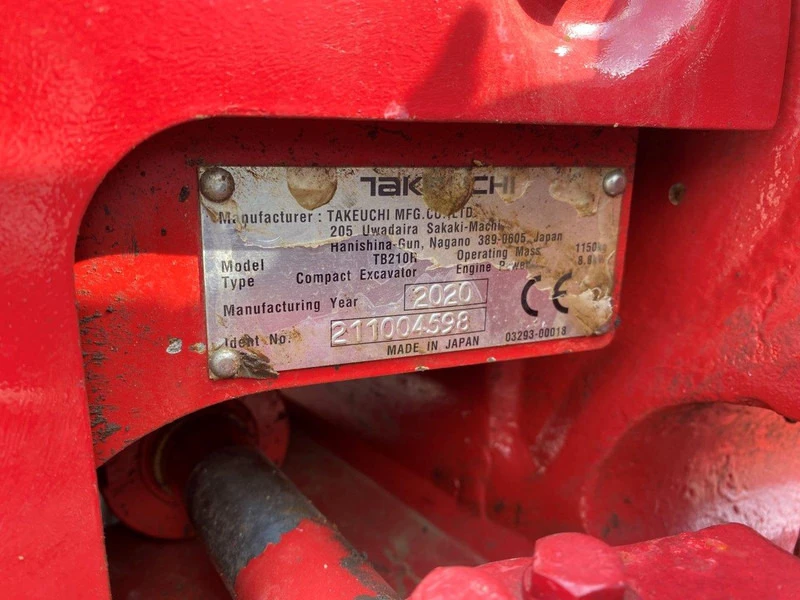 TAKEUCHI
Manufacturer : TAKEUCHI MFG.CO.,LTD.
205 Uwadaira Sakaki-Machi
Hanishina-Gun, Nagano 389-0605, Japan
Model TB210R Operating Mass 1150kg
Type Compact Excavator Engine Power
Manufacturing Year 2020
Ident No. 211004598
CE
MADE IN JAPAN 03293-00018